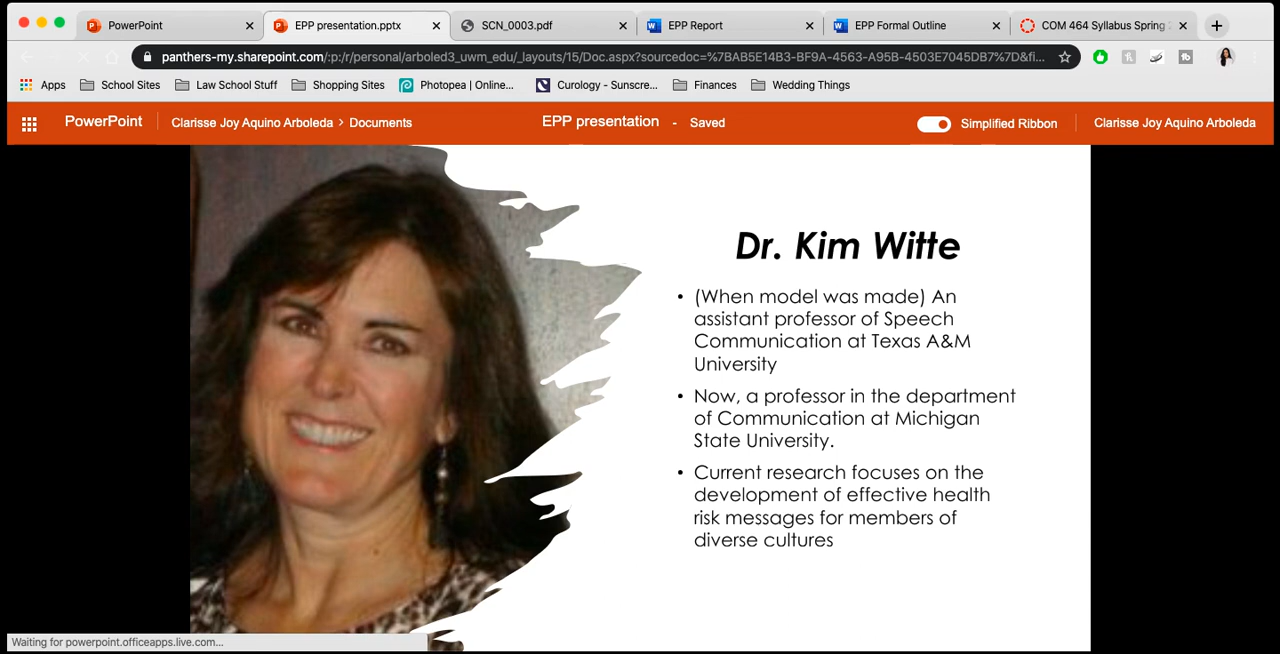 PowerPoint
EPP presentation.pptx
SCN_0003.pdf
EPP Report
EPP Formal Outline
COM 464 Syllabus Spring
panthers-my.sharepoint.com/:p:/r/personal/arboled3_uwm_edu/_layouts/15/Doc.aspx?sourcedoc=%7BAB5E14B3-BF9A-4563-A95B-4503E7045DB7%7D&fi...
Apps School Sites Law School Stuff Shopping Sites Photopea | Online... Curology - Sunscre... Finances Wedding Things
PowerPoint Clarisse Joy Aquino Arboleda > Documents EPP presentation - Saved Simplified Ribbon Clarisse Joy Aquino Arboleda
Dr. Kim Witte
• (When model was made) An
assistant professor of Speech
Communication at Texas A&M
University
• Now, a professor in the department
of Communication at Michigan
State University.
• Current research focuses on the
development of effective health
risk messages for members of
diverse cultures
Waiting for powerpoint.officeapps.live.com...